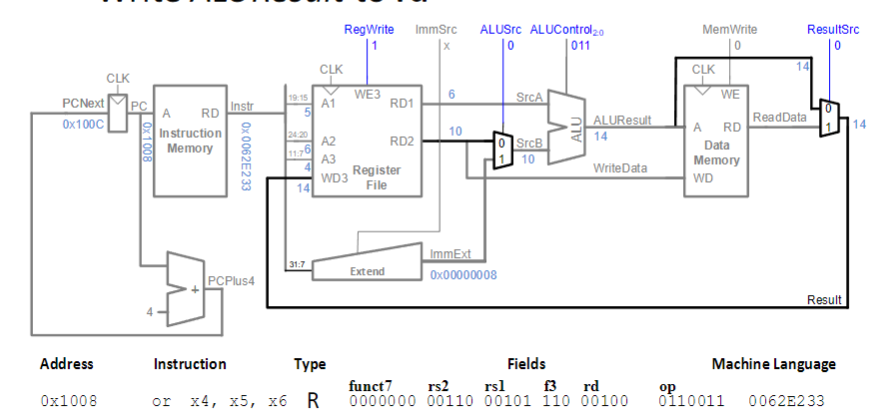 Write ALUResult to rd
RegWrite ImmSrc ALUSrc ALUControl2:0 MemWrite ResultSrc
1 x 0 011 0 0
CLK CLK CLK
PCNext PC Instr
0x100C 0x1008 0x0062E233
A RD
Instruction
Memory
19:15 5 A1 WE3 RD1 6 SrcA
24:20 6 A2 RD2 10
11:7 4 A3
14 WD3
Register
File
0
1
SrcB
10
ALU
ALUResult
14
WriteData
14
WE
A RD ReadData
Data
Memory
WD
0
1
14
31:7 Extend ImmExt
0x00000008
PCPlus4
+
4
Result
Address Instruction Type Fields Machine Language
funct7 rs2 rs1 f3 rd op
0x1008 or x4, x5, x6 R 0000000 00110 00101 110 00100 0110011 0062E233